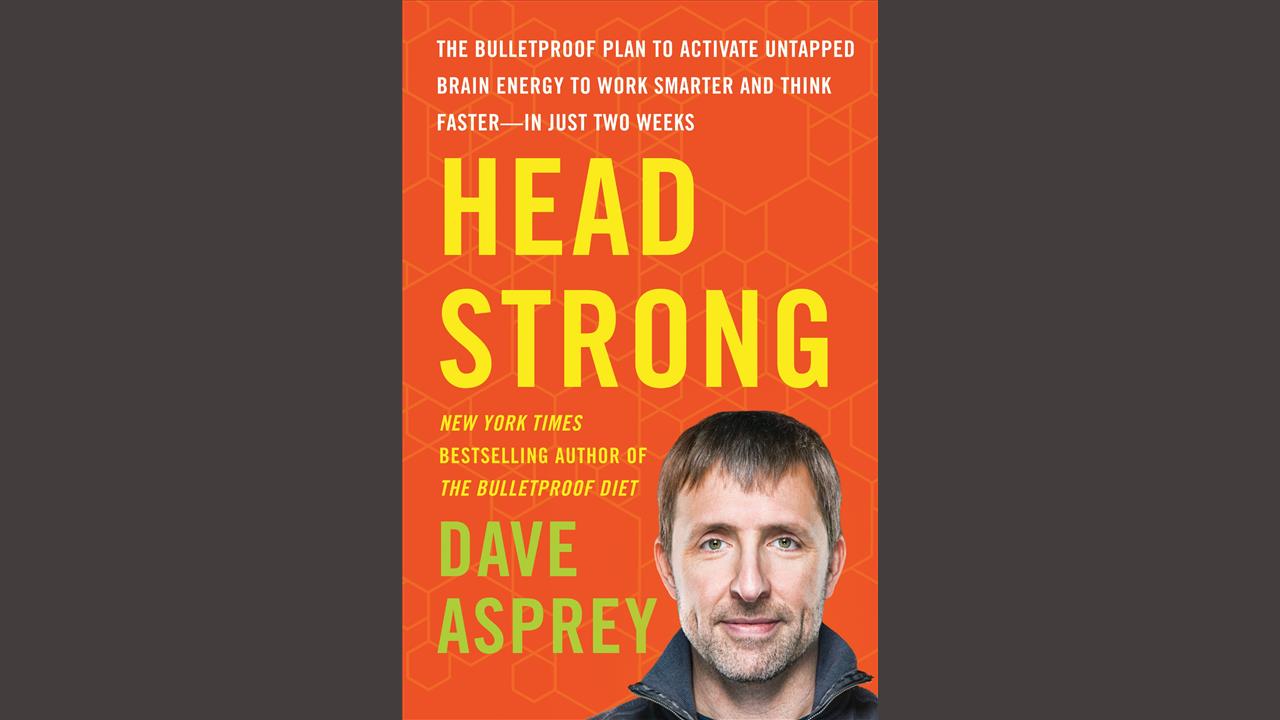 THE BULLETPROOF PLAN TO ACTIVATE UNTAPPED
BRAIN ENERGY TO WORK SMARTER AND THINK
FASTER—IN JUST TWO WEEKS
HEAD
STRONG
NEW YORK TIMES
BESTSELLING AUTHOR OF
THE BULLETPROOF DIET
DAVE
ASPREY